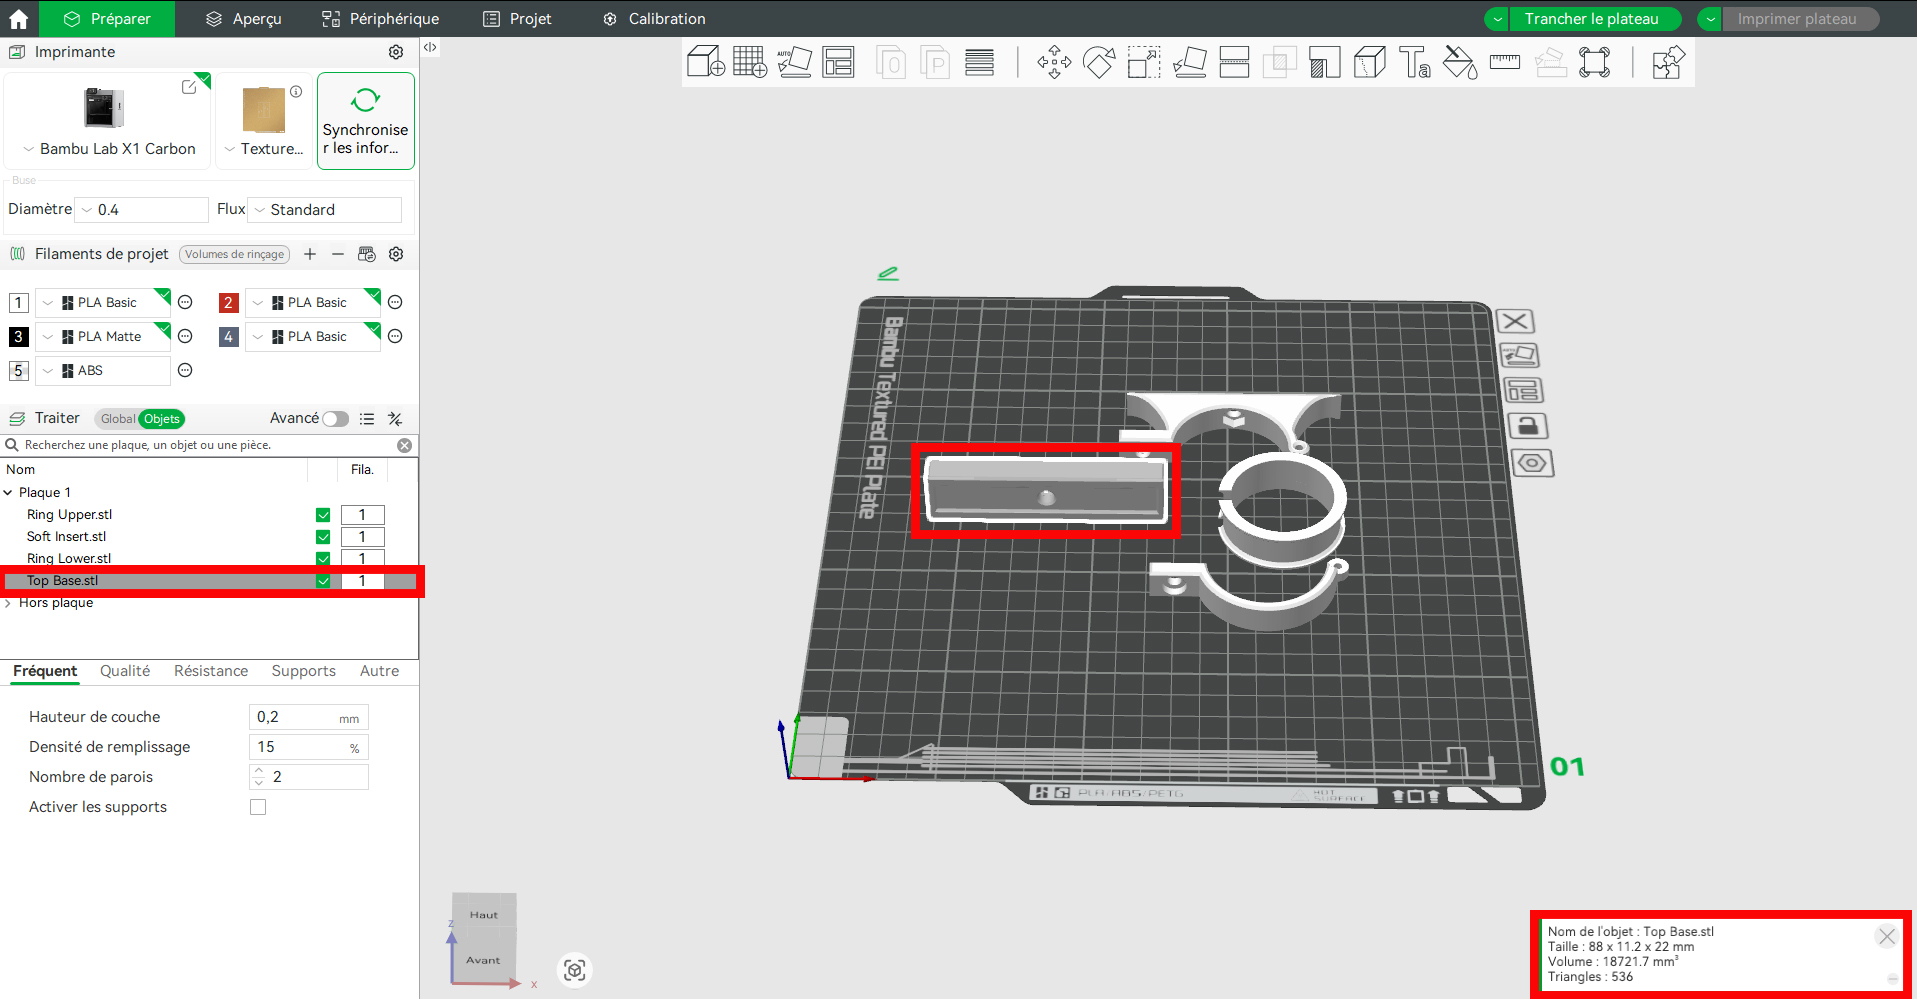 Préparer
Aperçu
Périphérique
Projet
Calibration
Trancher le plateau
Imprimer plateau
Imprimante
Bambu Lab X1 Carbon
Texture...
Synchronise
r les infor...
Buse
Diamètre
0.4
Flux
Standard
Filaments de projet
Volumes de rinçage
1
PLA Basic
2
PLA Basic
3
PLA Matte
4
PLA Basic
5
ABS
Traiter
Global
Objets
Avancé
Recherchez une plaque, un objet ou une pièce.
Nom
Fila.
Plaque 1
Ring Upper.stl
1
Soft Insert.stl
1
Ring Lower.stl
1
Top Base.stl
1
Hors plaque
Fréquent
Qualité
Résistance
Supports
Autre
Hauteur de couche
0,2
mm
Densité de remplissage
15
%
Nombre de parois
2
Activer les supports
AUTO
O
P
Ta
Bambu Textured PEI Plate
01
PLA/ABS/PETG
HOT
SURFACE
Haut
Avant
z
x
Nom de l'objet : Top Base.stl
Taille : 88 x 11.2 x 22 mm
Volume : 18721.7 mm³
Triangles : 536